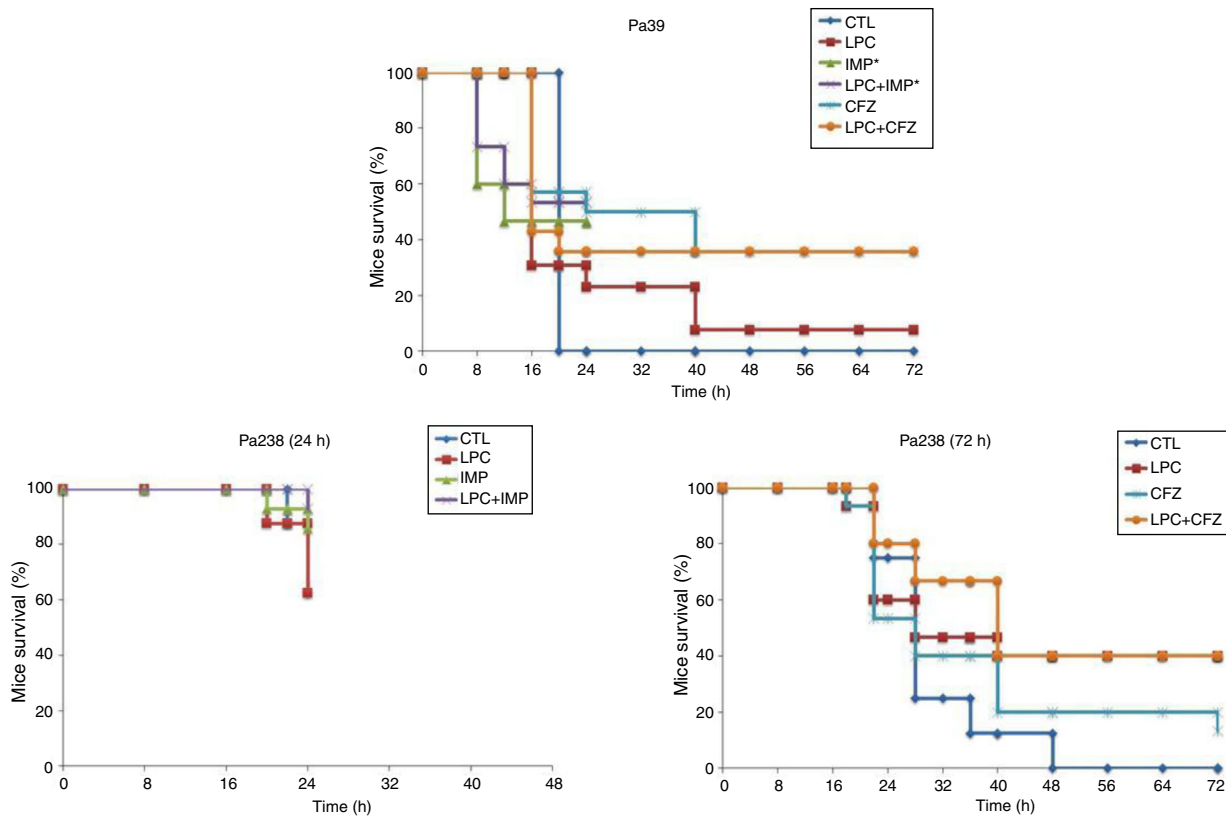 Pa39
CTL
LPC
IMP*
LPC+IMP*
CFZ
LPC+CFZ
Mice survival (%)
100
80
60
40
20
0
0 8 16 24 32 40 48 56 64 72
Time (h)
Pa238 (24 h)
CTL
LPC
IMP
LPC+IMP
Mice survival (%)
100
80
60
40
20
0
0 8 16 24 32 40 48
Time (h)
Pa238 (72 h)
CTL
LPC
CFZ
LPC+CFZ
Mice survival (%)
100
80
60
40
20
0
0 8 16 24 32 40 48 56 64 72
Time (h)